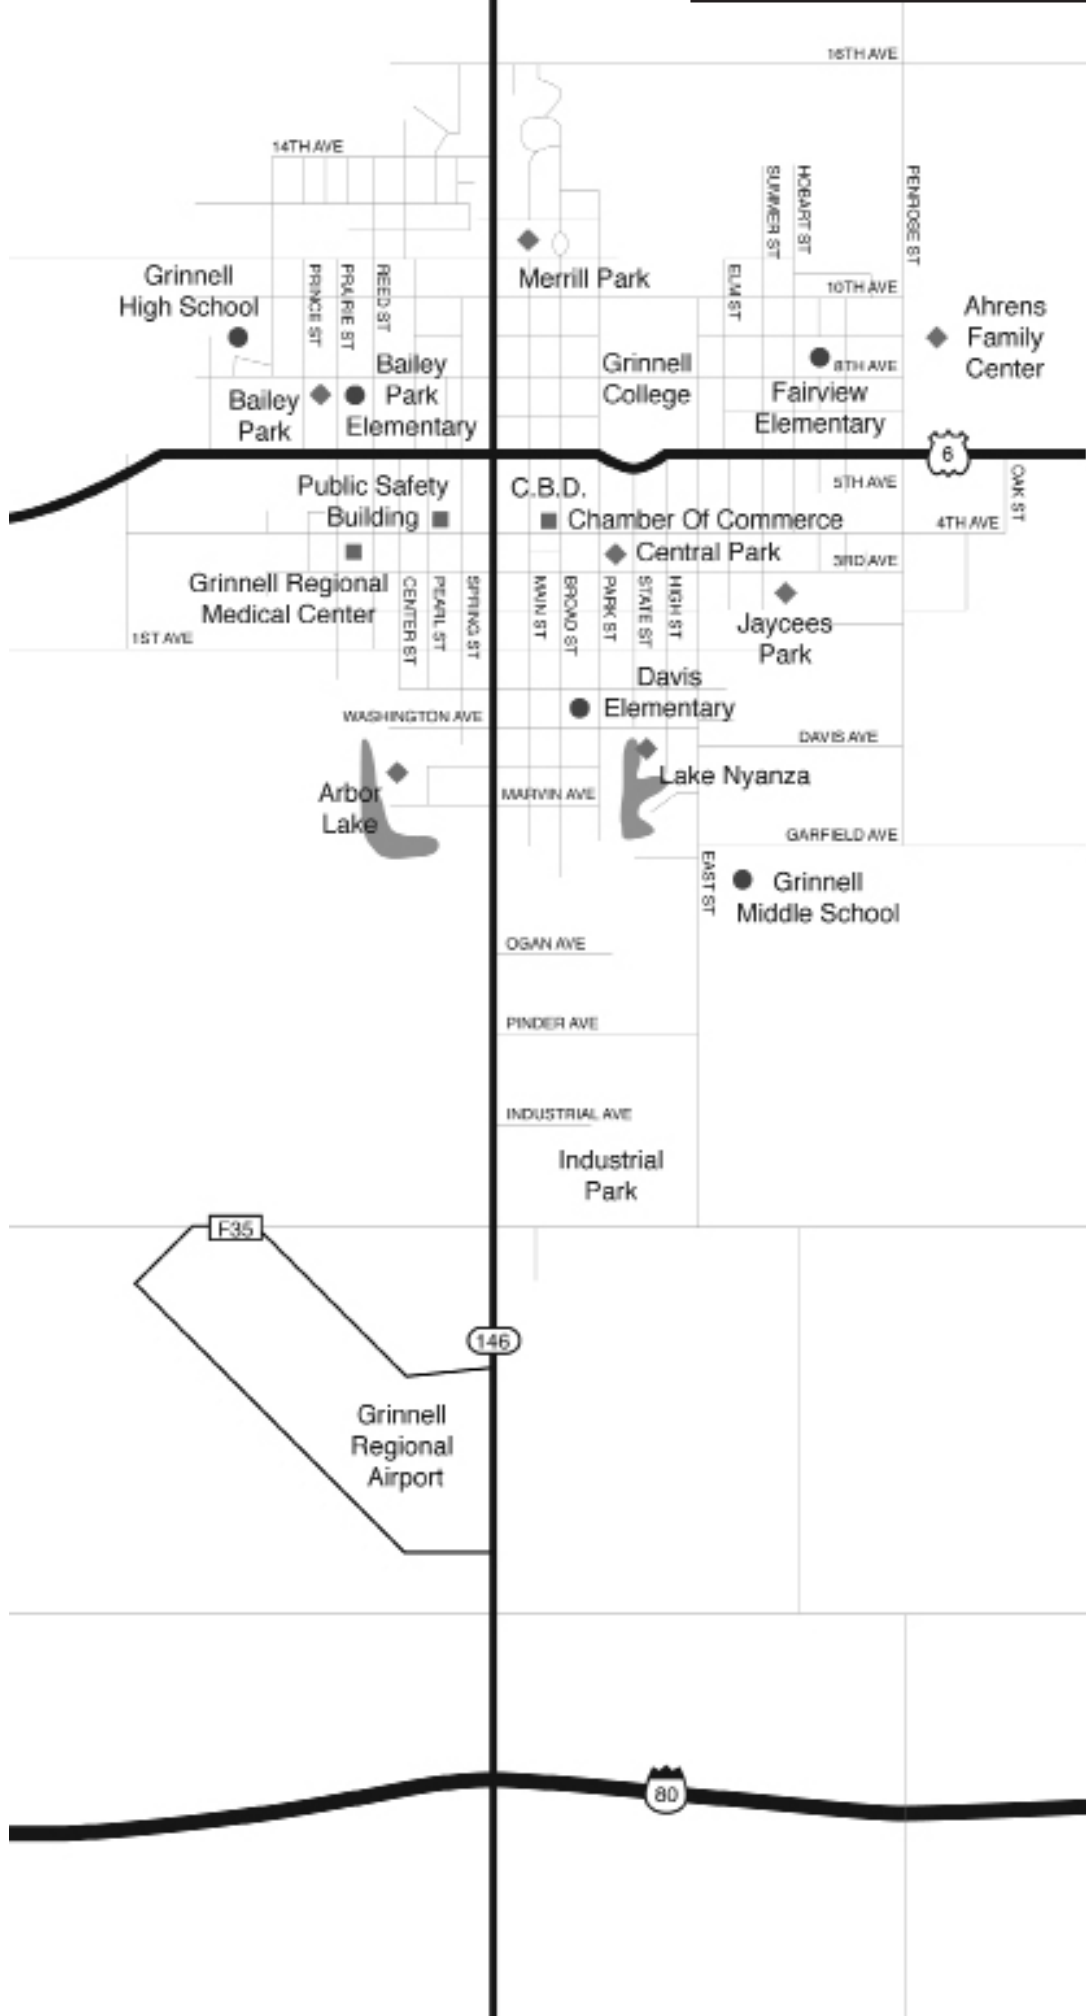 16TH AVE
14TH AVE
SUMMER ST
HOBART ST
PENROSE ST
Grinnell
High School
PRINCE ST
PRAIRIE ST
REED ST
Merrill Park
ELM ST
10TH AVE
Ahrens
Family
Center
Bailey
Park
Elementary
Bailey
Park
Grinnell
College
8TH AVE
Fairview
Elementary
6
Public Safety
Building
C.B.D.
5TH AVE
OAK ST
Chamber Of Commerce
4TH AVE
Central Park
3RD AVE
Grinnell Regional
Medical Center
CENTER ST
PEARL ST
SPRING ST
MAIN ST
BROAD ST
PARK ST
STATE ST
HIGH ST
Jaycees
Park
1ST AVE
Davis
Elementary
WASHINGTON AVE
DAVIS AVE
Lake Nyanza
Arbor
Lake
MARVIN AVE
GARFIELD AVE
EAST ST
Grinnell
Middle School
OGAN AVE
PINDER AVE
INDUSTRIAL AVE
Industrial
Park
F35
146
Grinnell
Regional
Airport
80